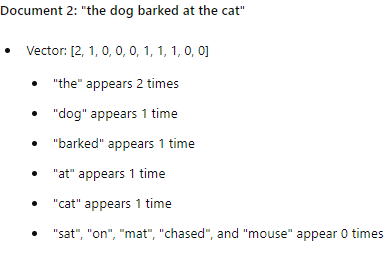 Document 2: "the dog barked at the cat"
Vector: [2, 1, 0, 0, 0, 1, 1, 1, 0, 0]
"the" appears 2 times
"dog" appears 1 time
"barked" appears 1 time
"at" appears 1 time
"cat" appears 1 time
"sat", "on", "mat", "chased", and "mouse" appear 0 times